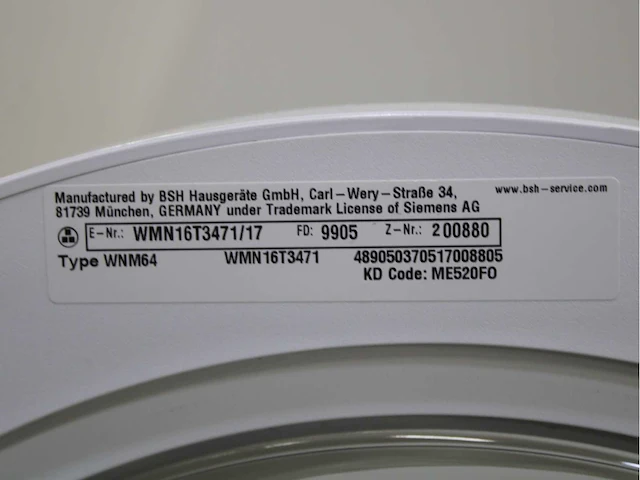 Manufactured by BSH Hausgeräte GmbH, Carl-Wery-Straße 34,
www.bsh-service.com
81739 München, GERMANY under Trademark License of Siemens AG
E-Nr.: WMN16T3471/17 FD: 9905 Z-Nr.: 200880
Type WNM64 WMN16T3471 489050370517008805
KD Code: ME520FO